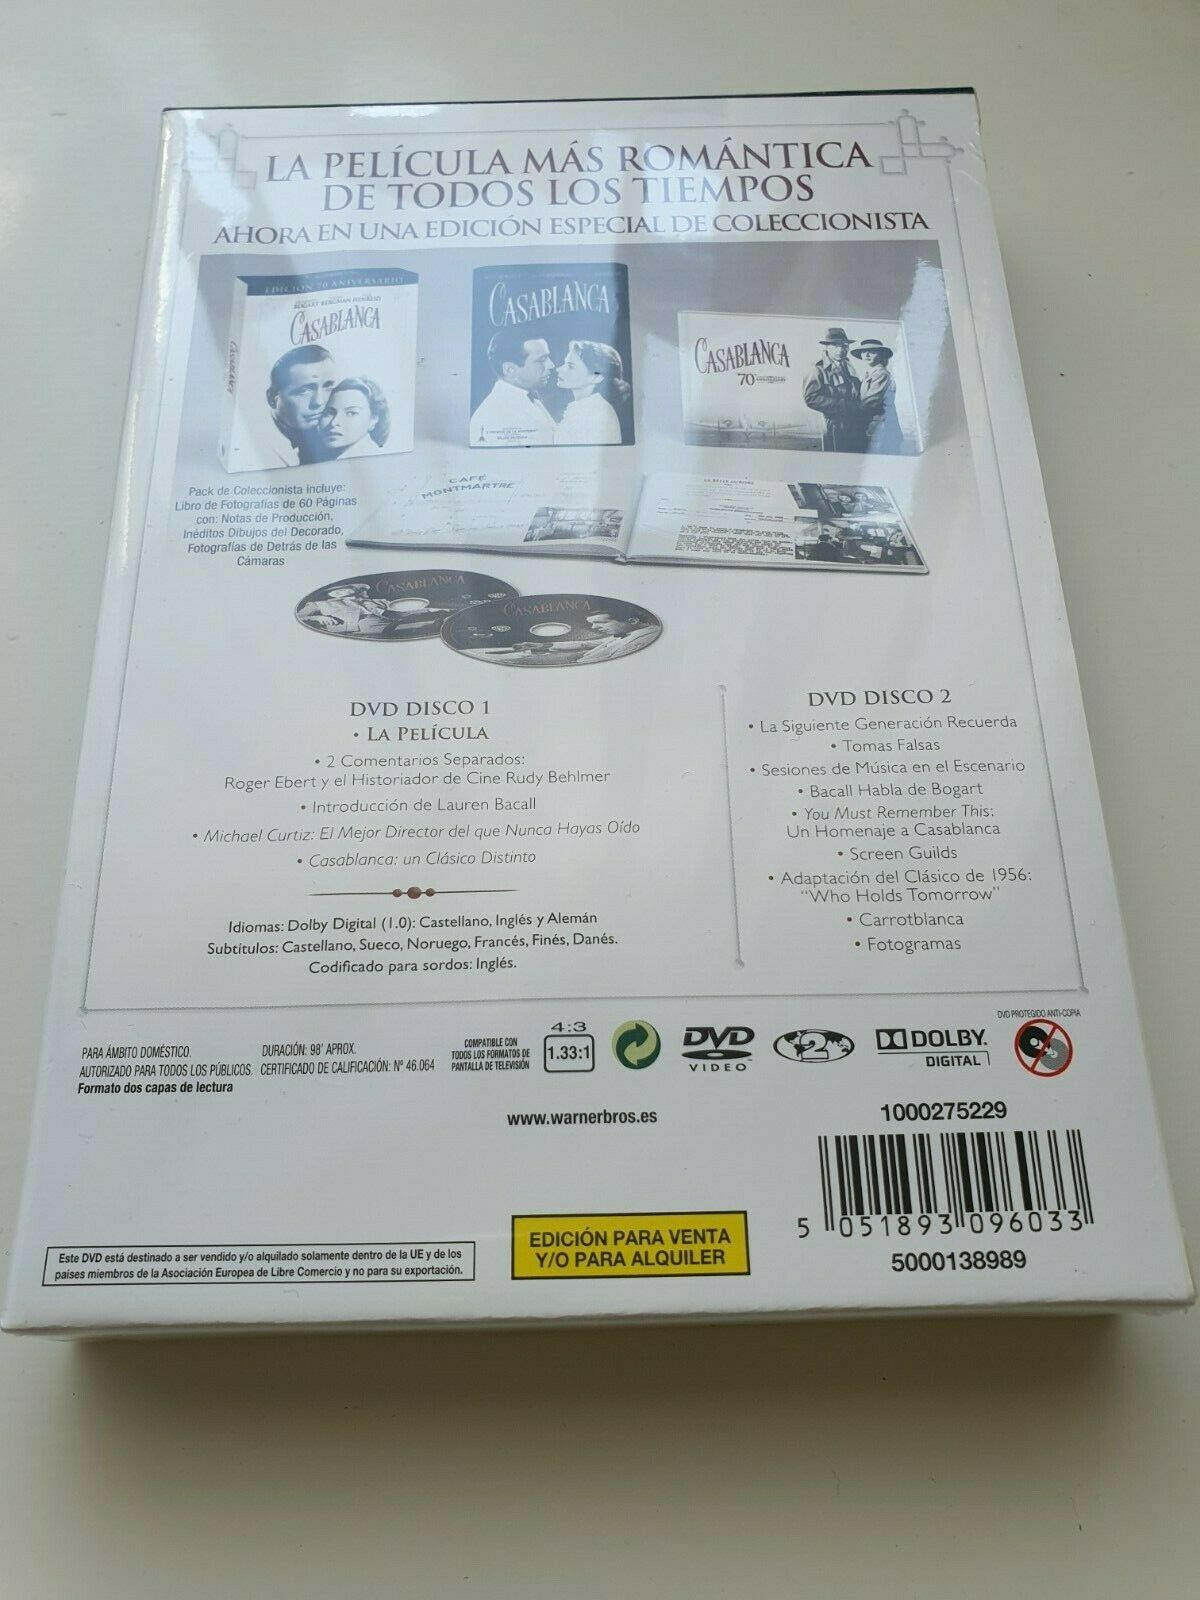 LA PELÍCULA MÁS ROMÁNTICA
DE TODOS LOS TIEMPOS
AHORA EN UNA EDICIÓN ESPECIAL DE COLECCIONISTA
EDICIÓN 70 ANIVERSARIO
BOGART BERGMAN HENREID
CASABLANCA
CASABLANCA
CASABLANCA
CASABLANCA
70TH ANNIVERSARY
Pack de Coleccionista incluye:
Libro de Fotografías de 60 Páginas
con: Notas de Producción,
Inéditos Dibujos del Decorado,
Fotografías de Detrás de las
Cámaras
CAFÉ
MONTMARTRE
LA BELLE AURORE
CASABLANCA
CASABLANCA
DVD DISCO 1
• LA PELÍCULA
• 2 Comentarios Separados:
Roger Ebert y el Historiador de Cine Rudy Behlmer
• Introducción de Lauren Bacall
• Michael Curtiz: El Mejor Director del que Nunca Hayas Oído
• Casablanca: un Clásico Distinto
Idiomas: Dolby Digital (1.0): Castellano, Inglés y Alemán
Subtítulos: Castellano, Sueco, Noruego, Francés, Finés, Danés.
Codificado para sordos: Inglés.
DVD DISCO 2
• La Siguiente Generación Recuerda
• Tomas Falsas
• Sesiones de Música en el Escenario
• Bacall Habla de Bogart
• You Must Remember This:
Un Homenaje a Casablanca
• Screen Guilds
• Adaptación del Clásico de 1956:
"Who Holds Tomorrow"
• Carrotblanca
• Fotogramas
PARA ÁMBITO DOMÉSTICO. DURACIÓN: 98' APROX.
AUTORIZADO PARA TODOS LOS PÚBLICOS. CERTIFICADO DE CALIFICACIÓN: Nº 46.064
Formato dos capas de lectura
COMPATIBLE CON
TODOS LOS FORMATOS DE
PANTALLA DE TELEVISIÓN
4:3
1.33:1
DVD
VIDEO
2
DOLBY
DIGITAL
DVD PROTEGIDO ANTI-COPIA
www.warnerbros.es
1000275229
5 051893 096033
5000138989
EDICIÓN PARA VENTA
Y/O PARA ALQUILER
Este DVD está destinado a ser vendido y/o alquilado solamente dentro de la UE y de los
países miembros de la Asociación Europea de Libre Comercio y no para su exportación.